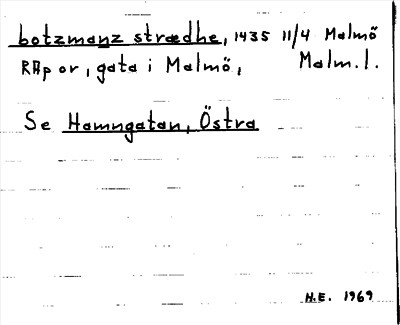 botzmanz strædhe, 1435 11/4 Malmö
RAp or, gata i Malmö, Malm. l.
Se Hamngatan, Östra
H.E. 1969